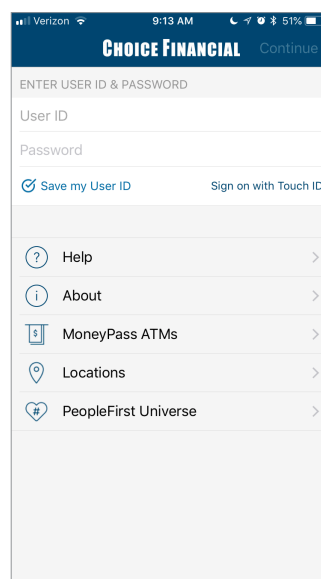 Verizon 9:13 AM 51%
CHOICE FINANCIAL Continue
ENTER USER ID & PASSWORD
User ID
Password
Save my User ID Sign on with Touch ID
? Help
i About
$ MoneyPass ATMs
Locations
# PeopleFirst Universe